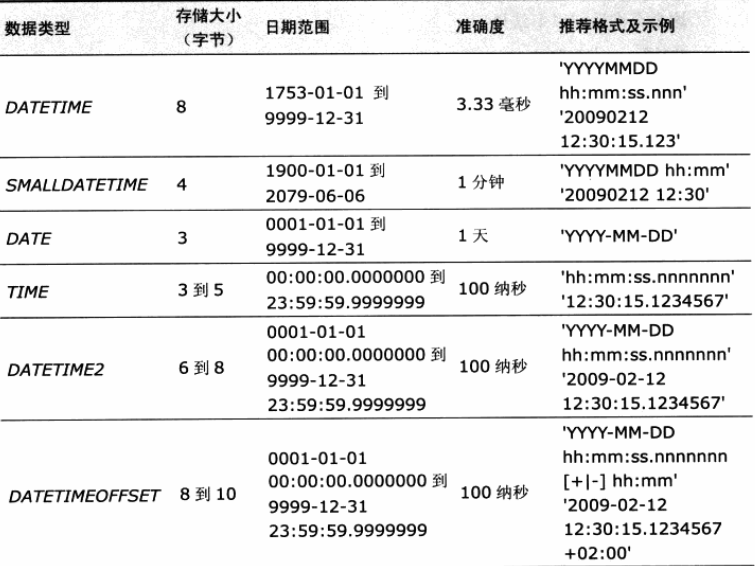 数据类型 存储大小（字节） 日期范围 准确度 推荐格式及示例
DATETIME 8 1753-01-01 到 9999-12-31 3.33 毫秒 'YYYYMMDD hh:mm:ss.nnn' '20090212 12:30:15.123'
SMALLDATETIME 4 1900-01-01 到 2079-06-06 1 分钟 'YYYYMMDD hh:mm' '20090212 12:30'
DATE 3 0001-01-01 到 9999-12-31 1 天 'YYYY-MM-DD'
TIME 3 到 5 00:00:00.0000000 到 23:59:59.9999999 100 纳秒 'hh:mm:ss.nnnnnnn' '12:30:15.1234567'
DATETIME2 6 到 8 0001-01-01 00:00:00.0000000 到 9999-12-31 23:59:59.9999999 100 纳秒 'YYYY-MM-DD hh:mm:ss.nnnnnnn' '2009-02-12 12:30:15.1234567'
DATETIMEOFFSET 8 到 10 0001-01-01 00:00:00.0000000 到 9999-12-31 23:59:59.9999999 100 纳秒 'YYYY-MM-DD hh:mm:ss.nnnnnnn [+|-] hh:mm' '2009-02-12 12:30:15.1234567 +02:00'